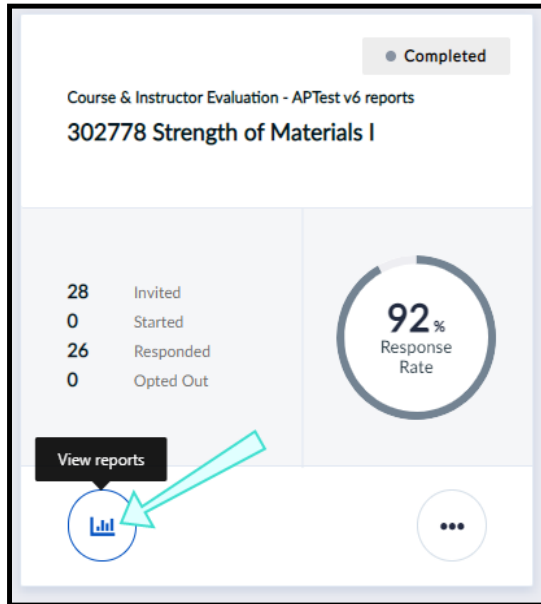 Completed
Course & Instructor Evaluation - APTest v6 reports
302778 Strength of Materials I
28 Invited
0 Started
26 Responded
0 Opted Out
92%
Response
Rate
View reports